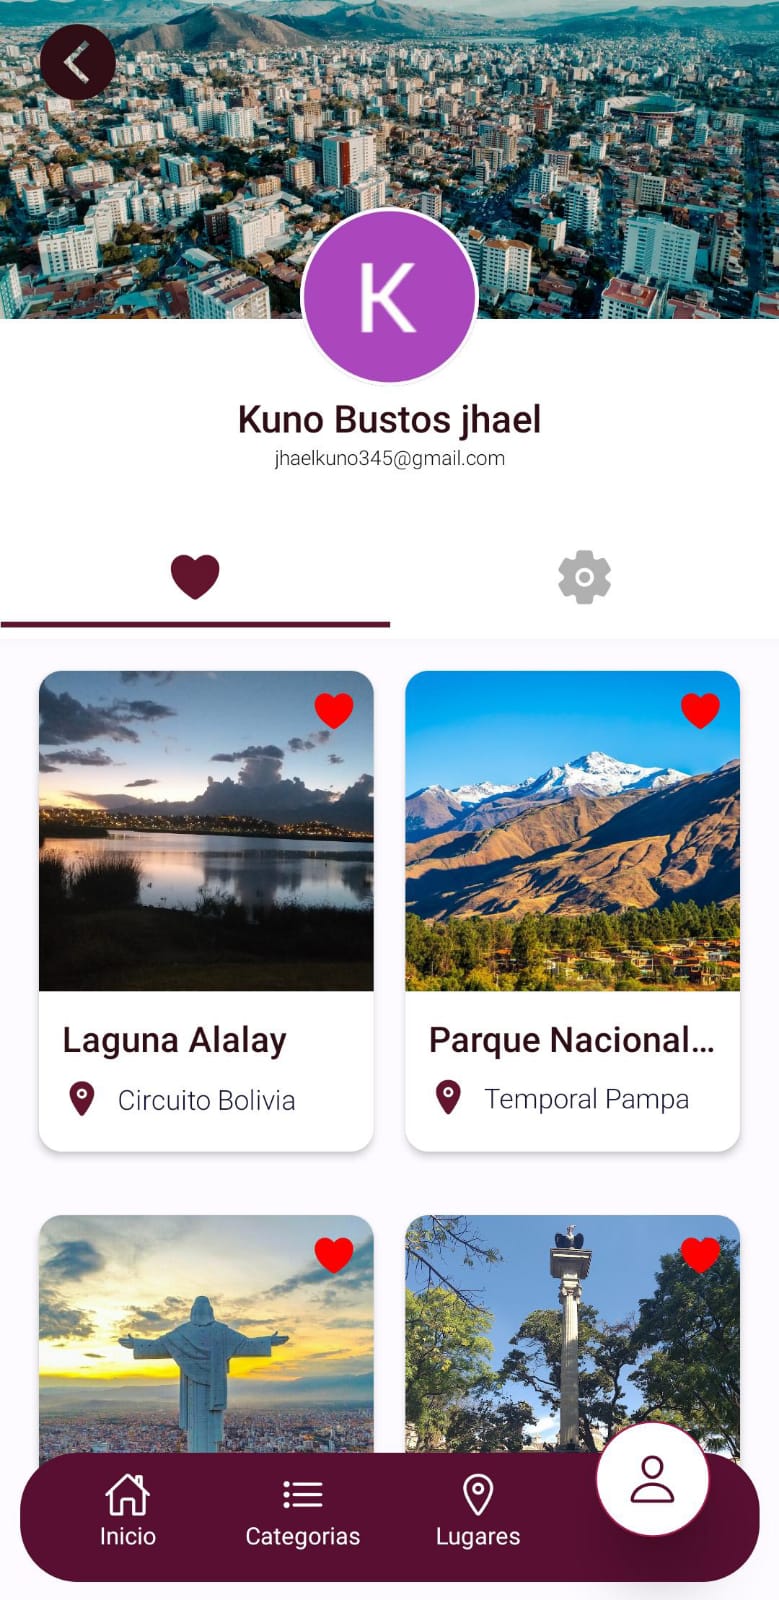 K
Kuno Bustos jhael
jhaelkuno345@gmail.com
Laguna Alalay
Circuito Bolivia
Parque Nacional...
Temporal Pampa
Inicio
Categorias
Lugares